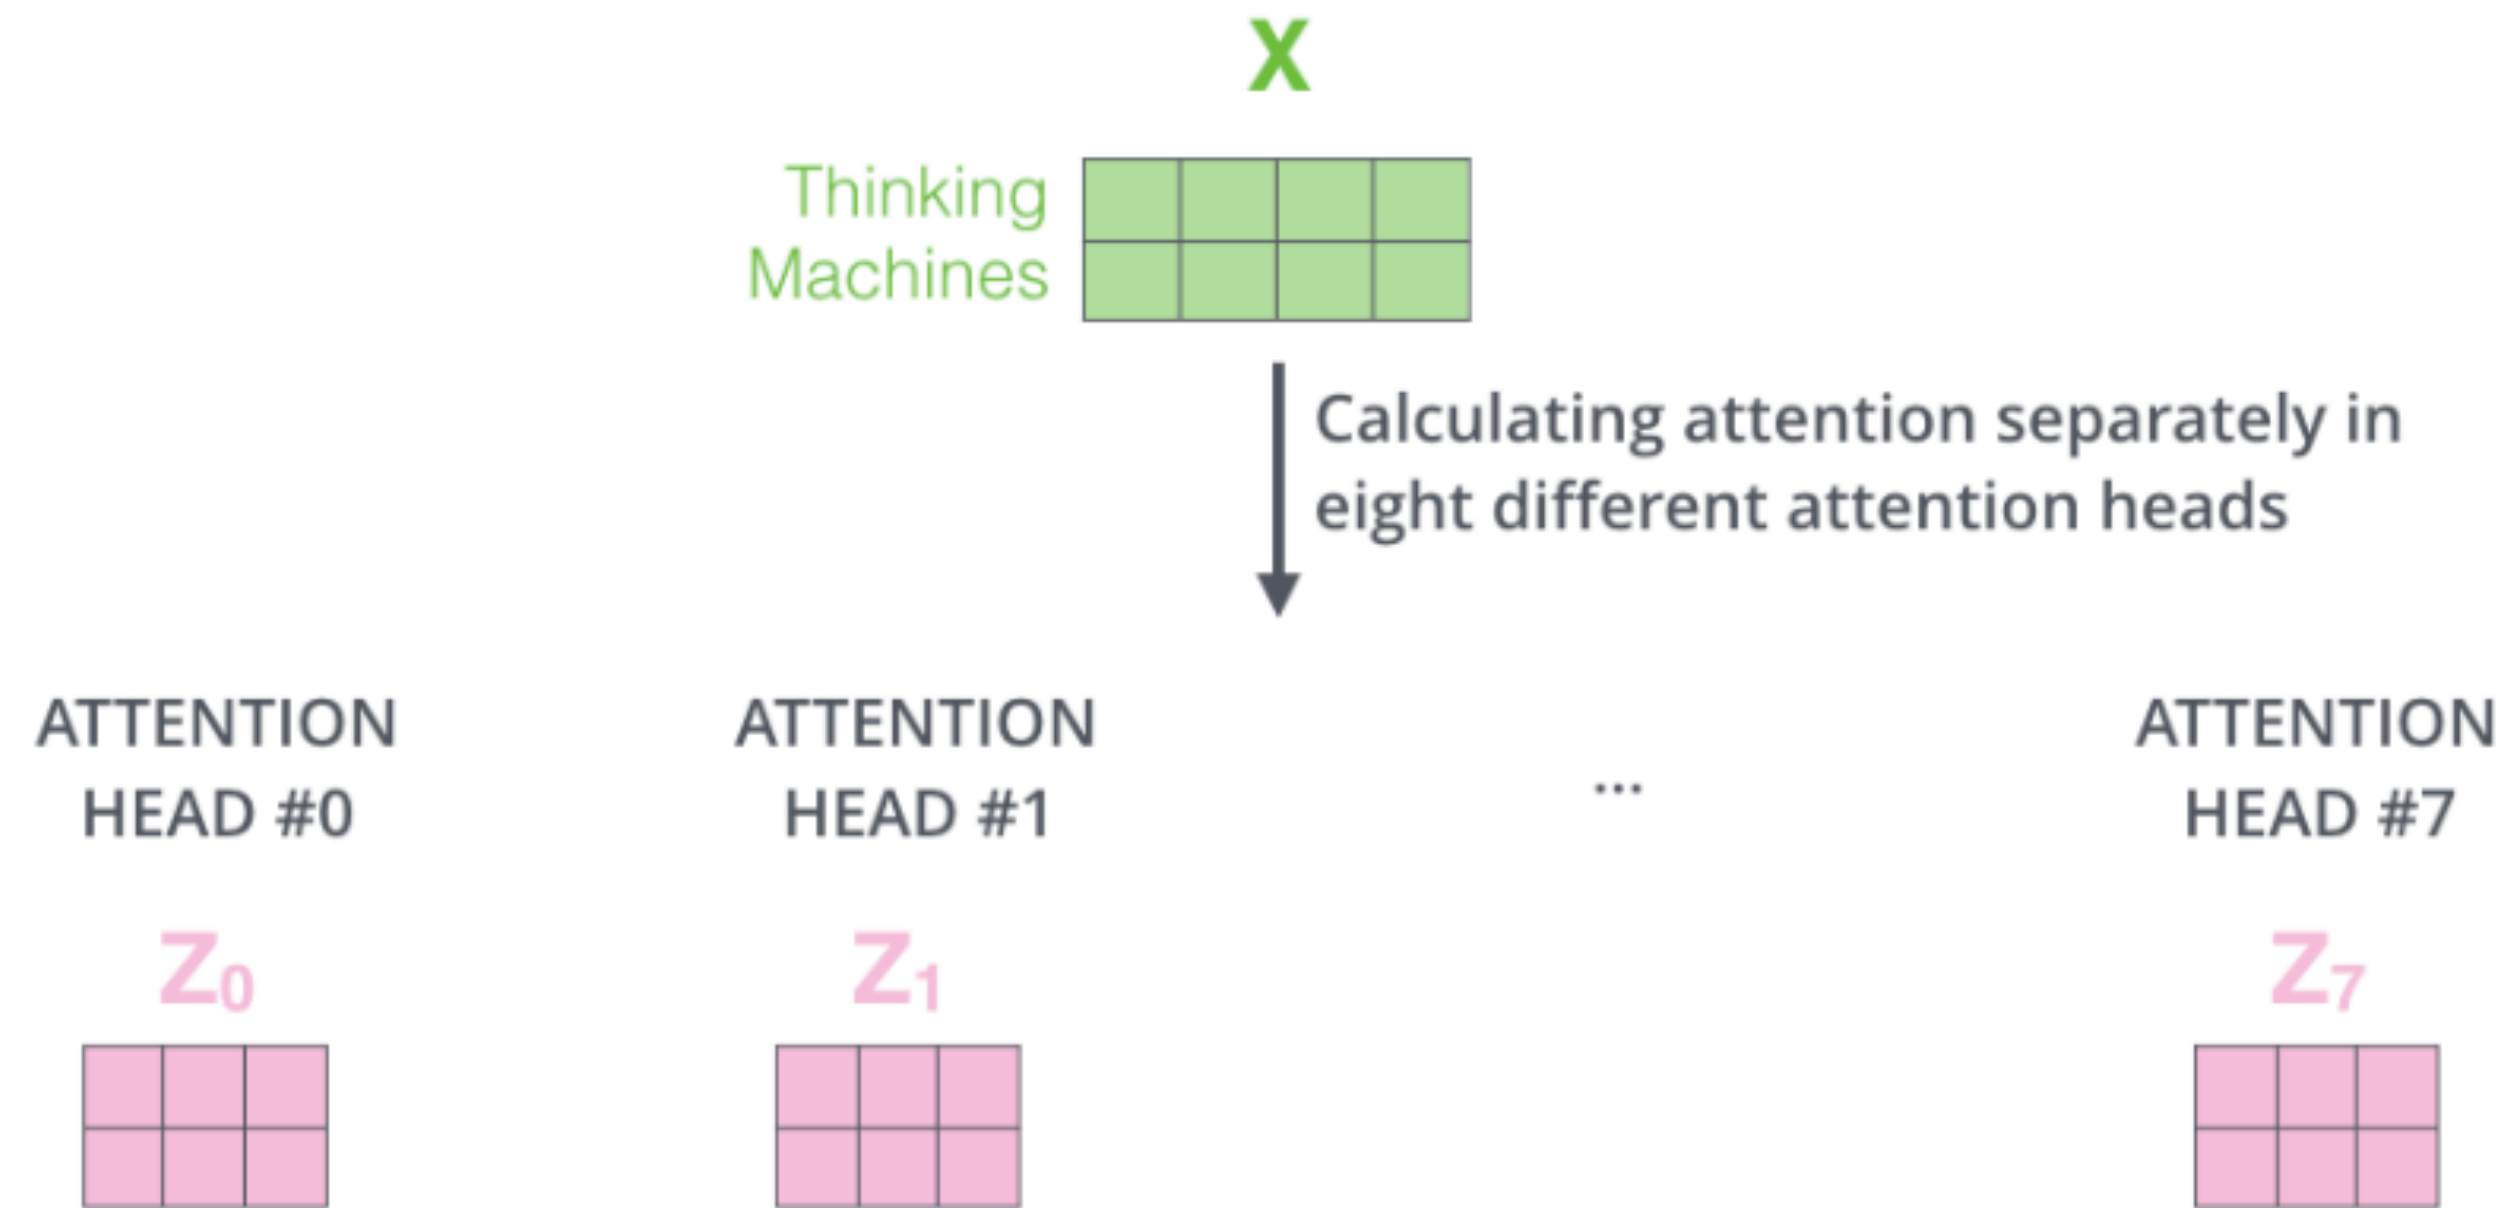 X
Thinking
Machines
Calculating attention separately in
eight different attention heads
ATTENTION
HEAD #0
ATTENTION
HEAD #1
...
ATTENTION
HEAD #7
Z0
Z1
Z7